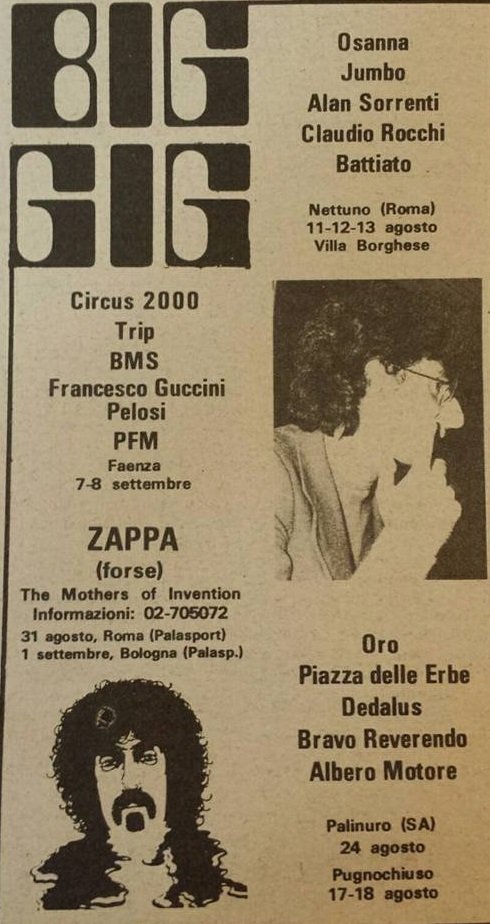 BIG
GIG
Circus 2000
Trip
BMS
Francesco Guccini
Pelosi
PFM
Faenza
7-8 settembre
ZAPPA
(forse)
The Mothers of Invention
Informazioni: 02-705072
31 agosto, Roma (Palasport)
1 settembre, Bologna (Palasp.)
Osanna
Jumbo
Alan Sorrenti
Claudio Rocchi
Battiato
Nettuno (Roma)
11-12-13 agosto
Villa Borghese
Oro
Piazza delle Erbe
Dedalus
Bravo Reverendo
Albero Motore
Palinuro (SA)
24 agosto
Pugnochiuso
17-18 agosto